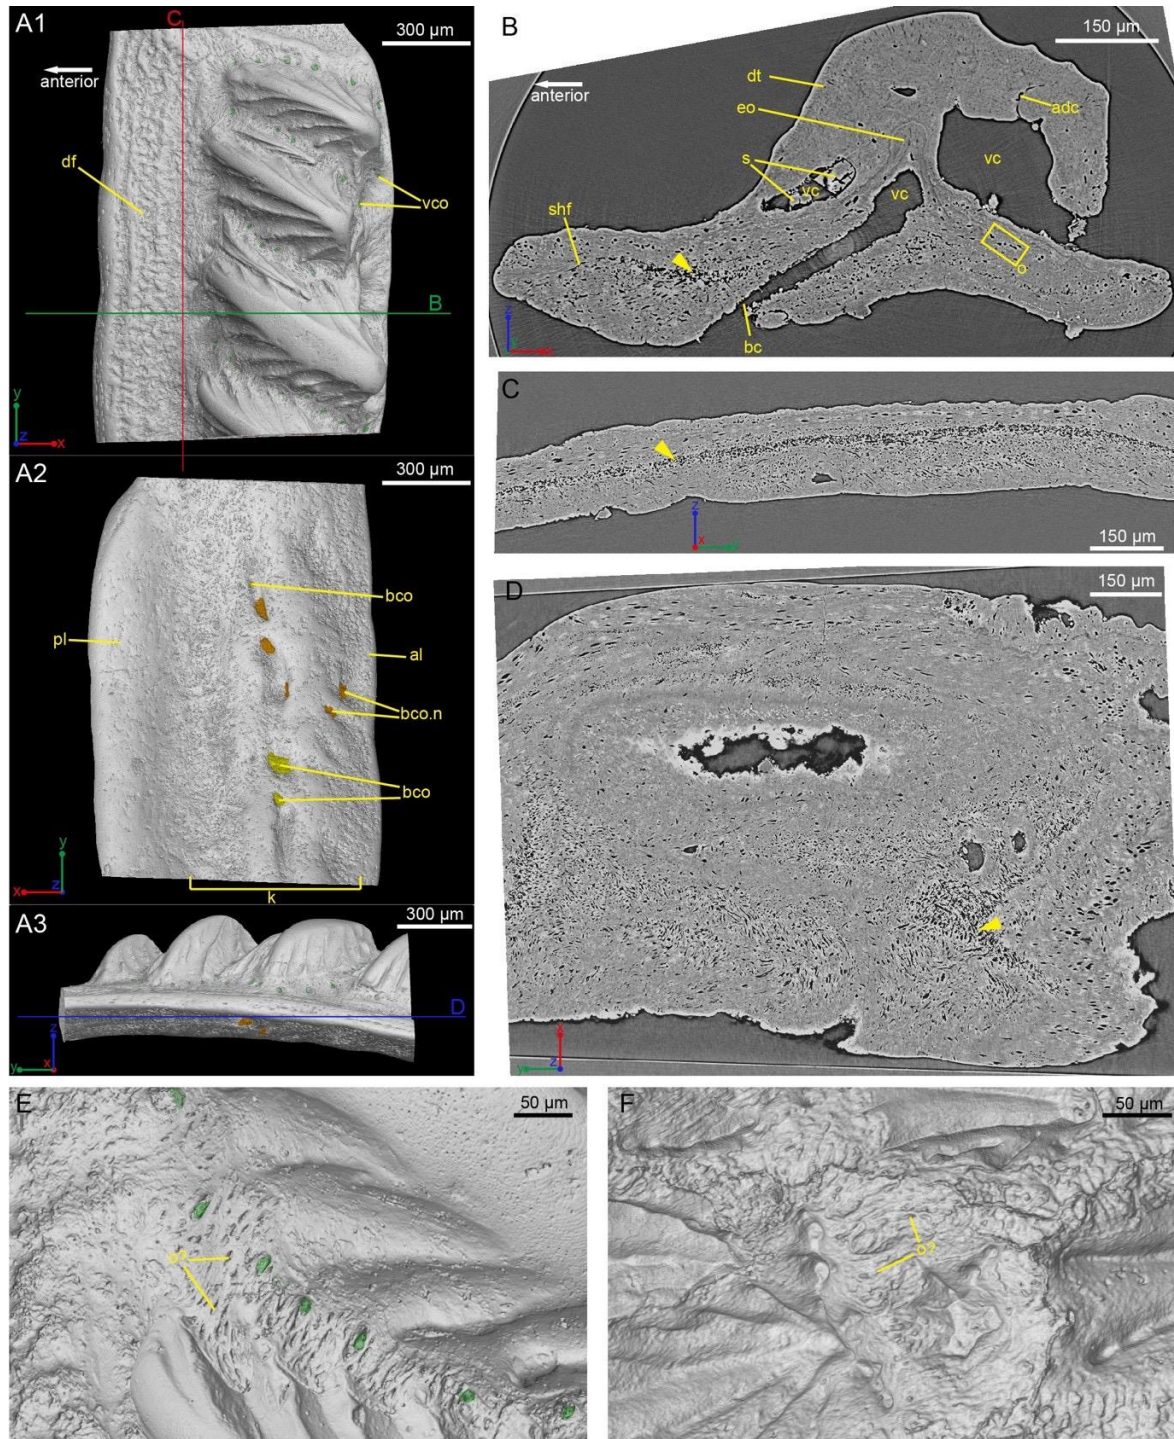 A1
C
300 µm
anterior
df
vco
B
y
z
x
A2
300 µm
bco
pl
al
bco.n
bco
y
x
z
k
A3
300 µm
D
z
y
x
B
150 µm
anterior
dt
eo
adc
s
vc
vc
vc
shf
o
z
bc
C
z
x
150 µm
D
150 µm
x
y
z
E
50 µm
o?
F
50 µm
o?